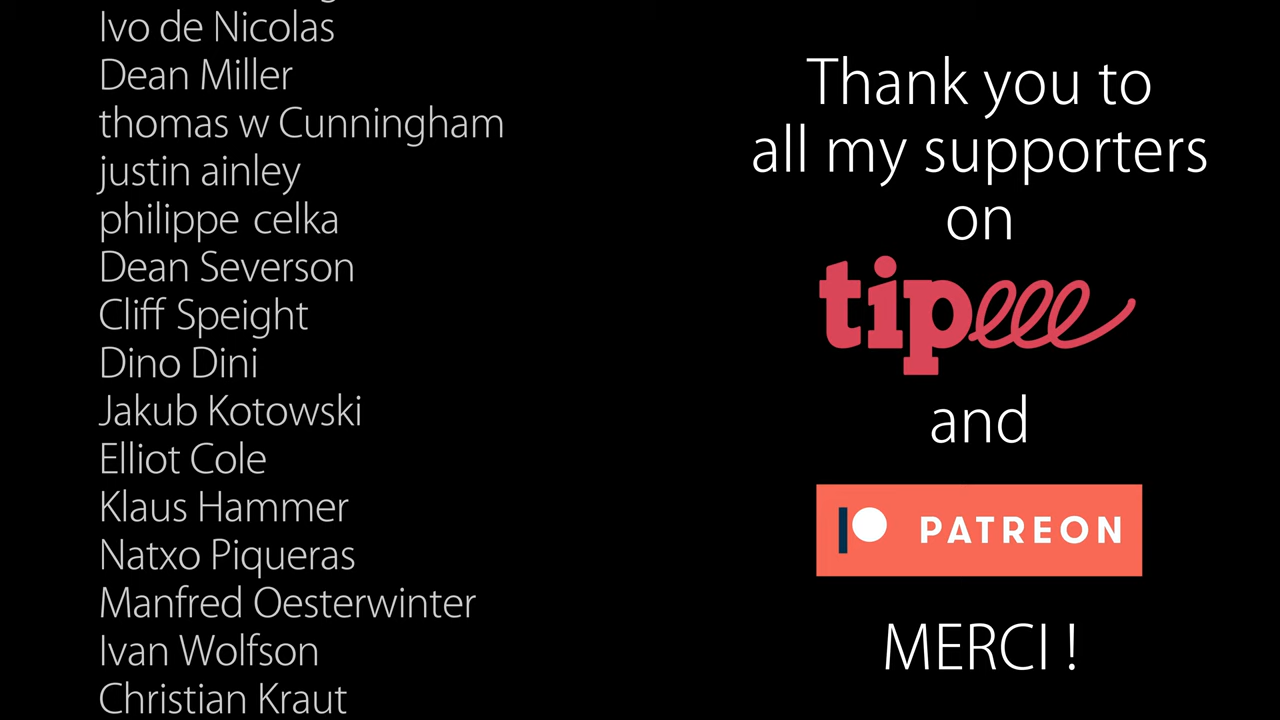 Ivo de Nicolas
Dean Miller
thomas w Cunningham
justin ainley
philippe celka
Dean Severson
Cliff Speight
Dino Dini
Jakub Kotowski
Elliot Cole
Klaus Hammer
Natxo Piqueras
Manfred Oesterwinter
Ivan Wolfson
Christian Kraut
Thank you to
all my supporters
on
tipeee
and
PATREON
MERCI !